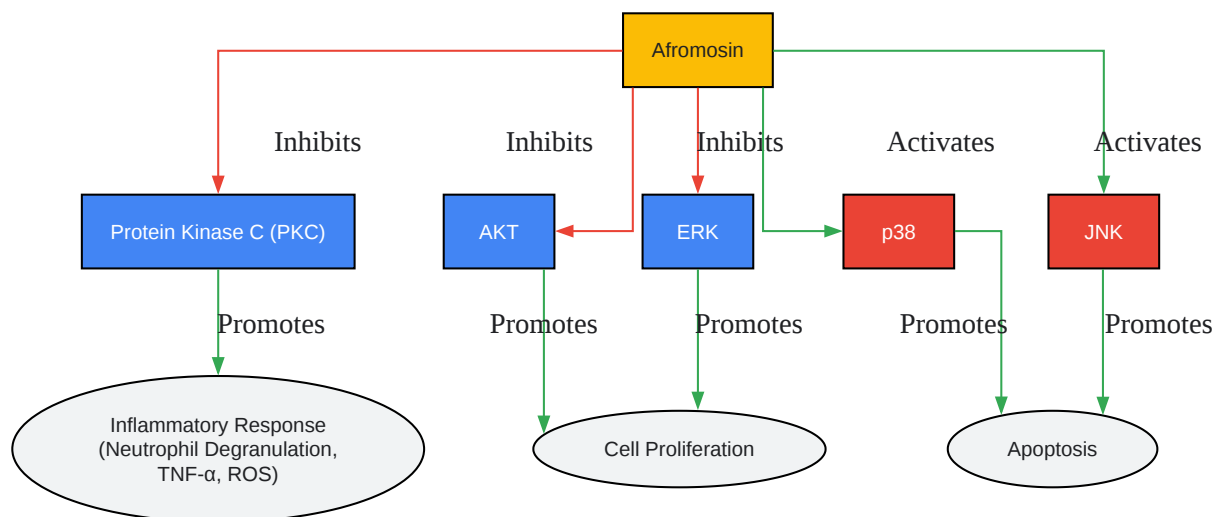 Afromosin
Inhibits
Inhibits
Inhibits
Activates
Activates
Protein Kinase C (PKC)
AKT
ERK
p38
JNK
Promotes
Promotes
Promotes
Promotes
Promotes
Inflammatory Response
(Neutrophil Degranulation,
TNF-α, ROS)
Cell Proliferation
Apoptosis